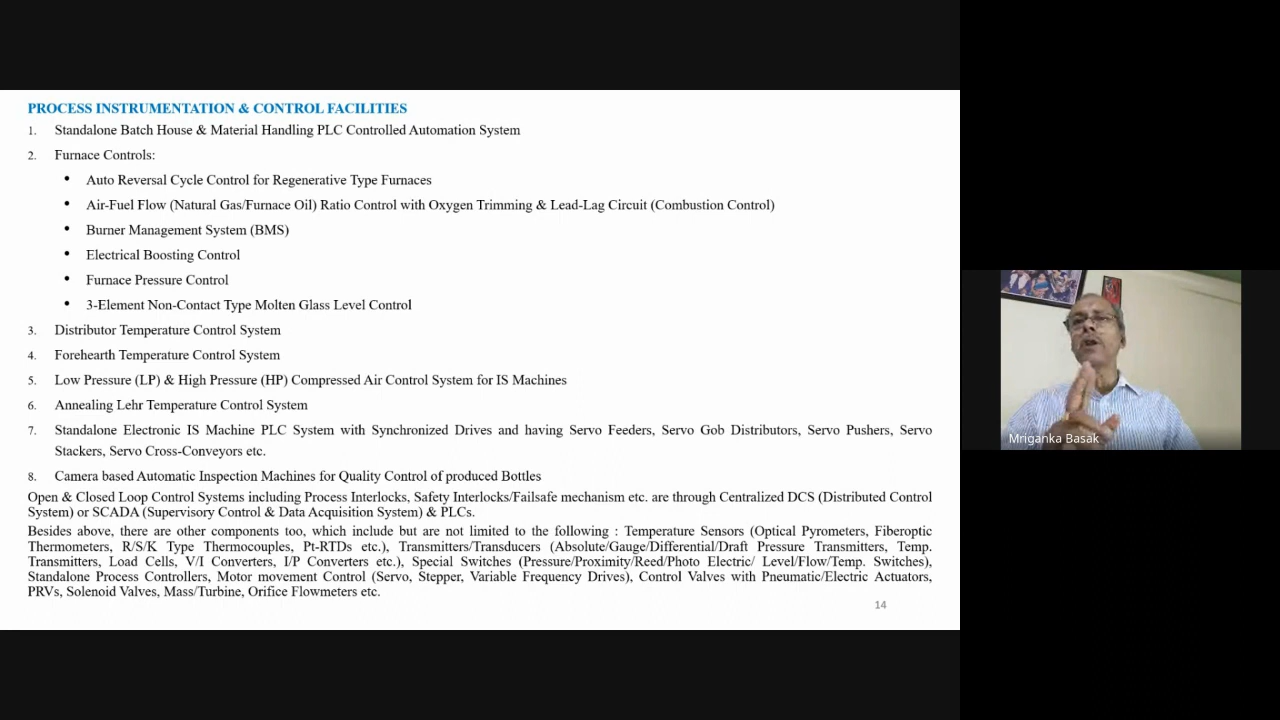 PROCESS INSTRUMENTATION & CONTROL FACILITIES
1. Standalone Batch House & Material Handling PLC Controlled Automation System
2. Furnace Controls:
• Auto Reversal Cycle Control for Regenerative Type Furnaces
• Air-Fuel Flow (Natural Gas/Furnace Oil) Ratio Control with Oxygen Trimming & Lead-Lag Circuit (Combustion Control)
• Burner Management System (BMS)
• Electrical Boosting Control
• Furnace Pressure Control
• 3-Element Non-Contact Type Molten Glass Level Control
3. Distributor Temperature Control System
4. Forehearth Temperature Control System
5. Low Pressure (LP) & High Pressure (HP) Compressed Air Control System for IS Machines
6. Annealing Lehr Temperature Control System
7. Standalone Electronic IS Machine PLC System with Synchronized Drives and having Servo Feeders, Servo Gob Distributors, Servo Pushers, Servo
Stackers, Servo Cross-Conveyors etc.
8. Camera based Automatic Inspection Machines for Quality Control of produced Bottles
Open & Closed Loop Control Systems including Process Interlocks, Safety Interlocks/Failsafe mechanism etc. are through Centralized DCS (Distributed Control
System) or SCADA (Supervisory Control & Data Acquisition System) & PLCs.
Besides above, there are other components too, which include but are not limited to the following : Temperature Sensors (Optical Pyrometers, Fiberoptic
Thermometers, R/S/K Type Thermocouples, Pt-RTDs etc.), Transmitters/Transducers (Absolute/Gauge/Differential/Draft Pressure Transmitters, Temp.
Transmitters, Load Cells, V/I Converters, I/P Converters etc.), Special Switches (Pressure/Proximity/Reed/Photo Electric/ Level/Flow/Temp. Switches),
Standalone Process Controllers, Motor movement Control (Servo, Stepper, Variable Frequency Drives), Control Valves with Pneumatic/Electric Actuators,
PRVs, Solenoid Valves, Mass/Turbine, Orifice Flowmeters etc.
14
Mriganka Basak